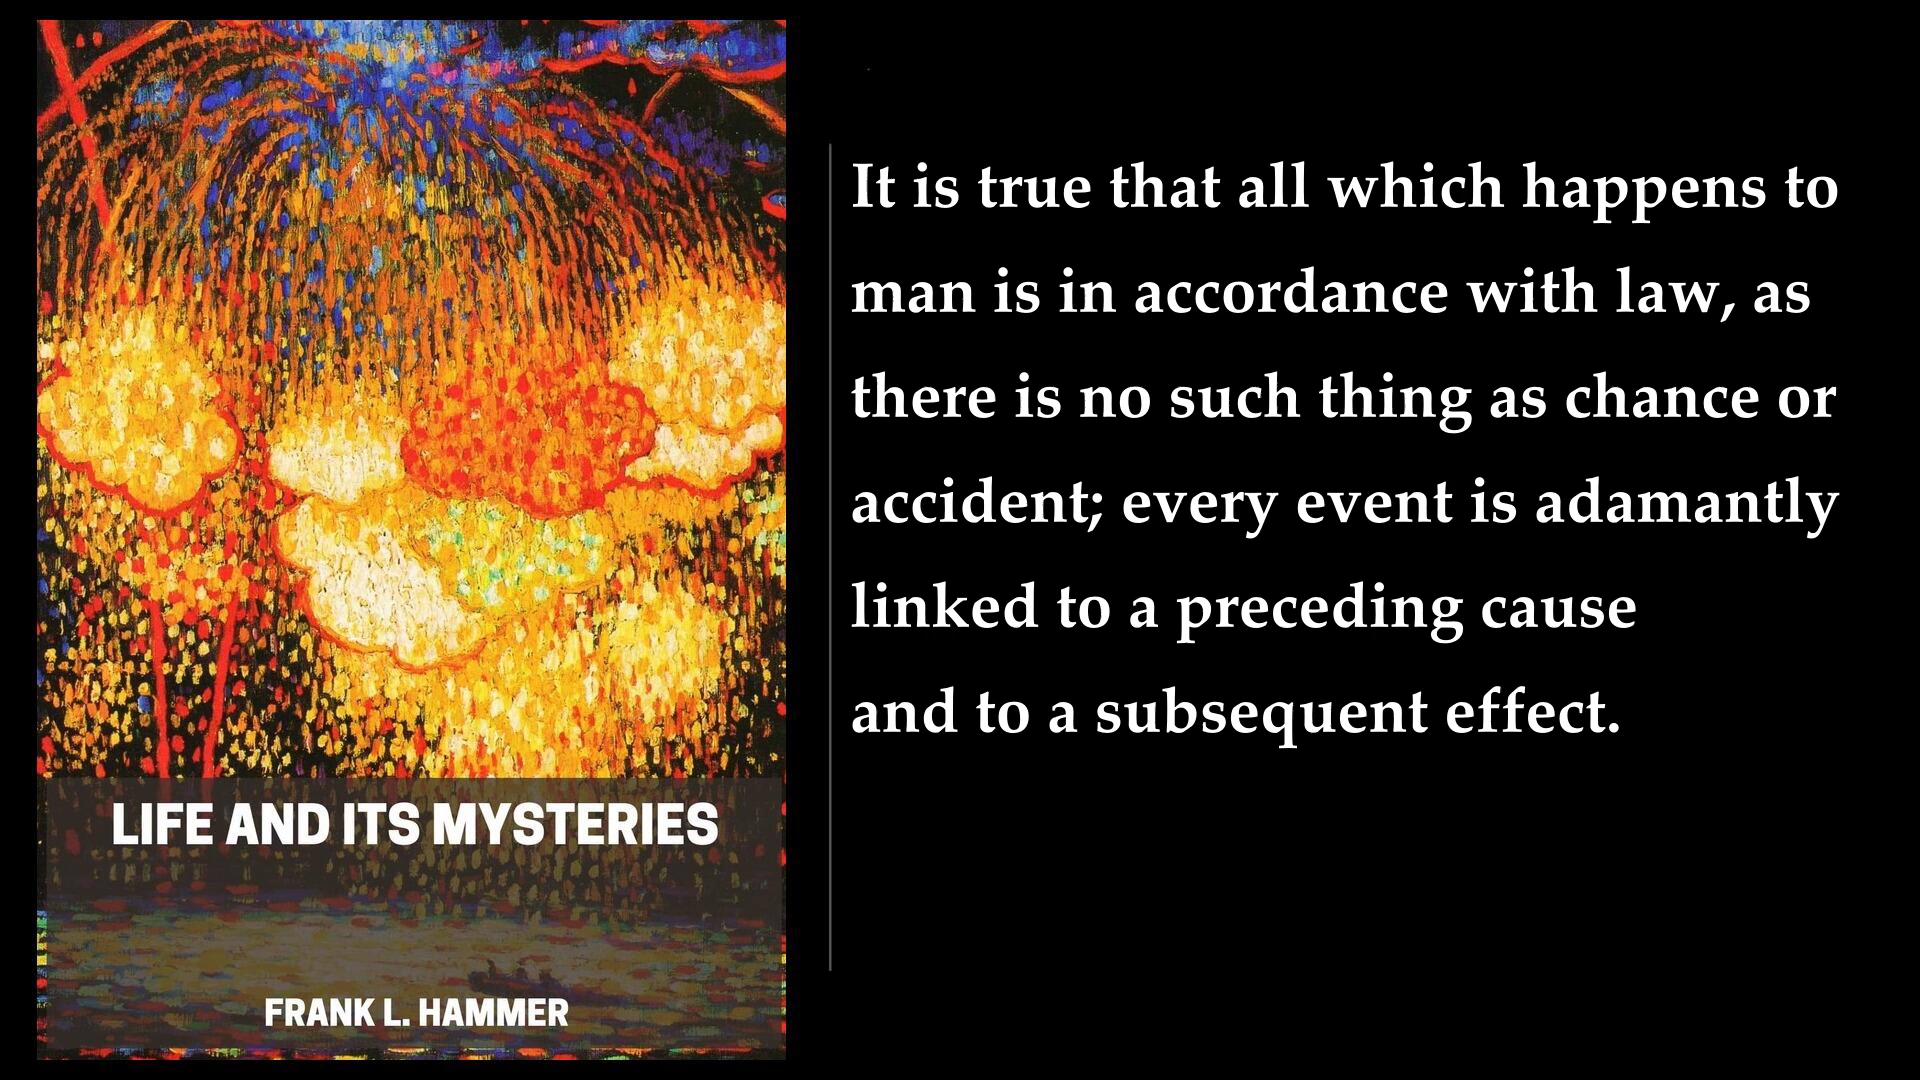 LIFE AND ITS MYSTERIES
FRANK L. HAMMER
It is true that all which happens to
man is in accordance with law, as
there is no such thing as chance or
accident; every event is adamantly
linked to a preceding cause
and to a subsequent effect.